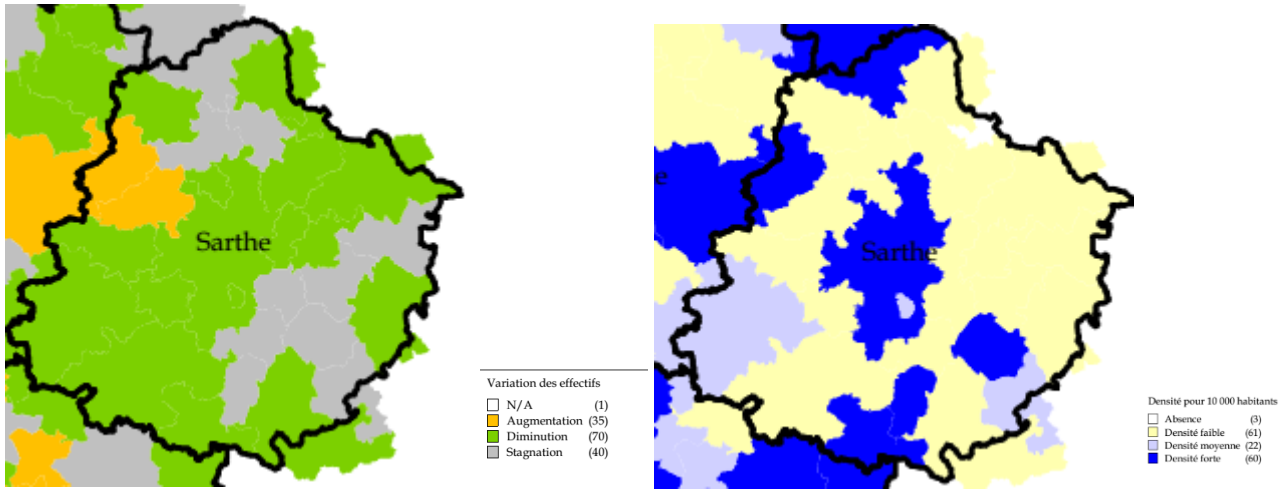 Sarthe
Variation des effectifs
N/A (1)
Augmentation (35)
Diminution (70)
Stagnation (40)
e
Sarthe
Densité pour 10 000 habitants
Absence (3)
Densité faible (61)
Densité moyenne (22)
Densité forte (60)